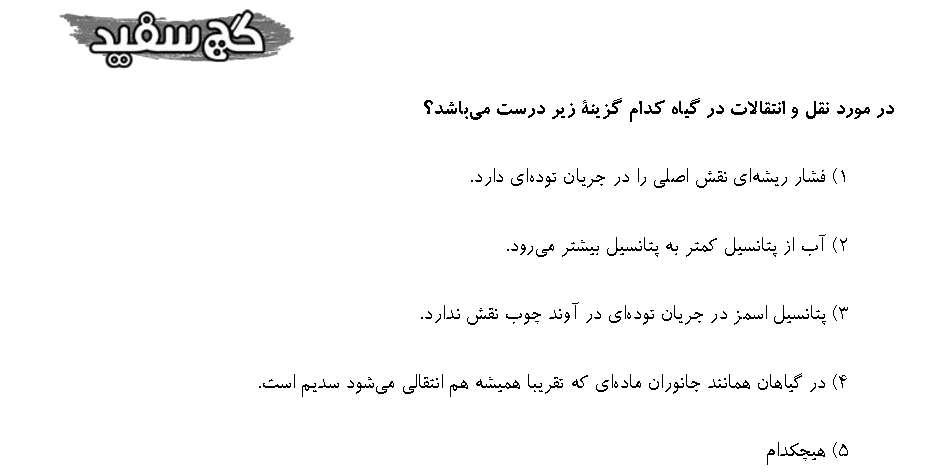 گچ سفید
در مورد نقل و انتقالات در گیاه کدام گزینهٔ زیر درست می‌باشد؟
۱) فشار ریشه‌ای نقش اصلی را در جریان توده‌ای دارد.
۲) آب از پتانسیل کمتر به پتانسیل بیشتر می‌رود.
۳) پتانسیل اسمز در جریان توده‌ای در آوند چوب نقش ندارد.
۴) در گیاهان همانند جانوران ماده‌ای که تقریبا همیشه هم انتقالی می‌شود سدیم است.
۵) هیچکدام